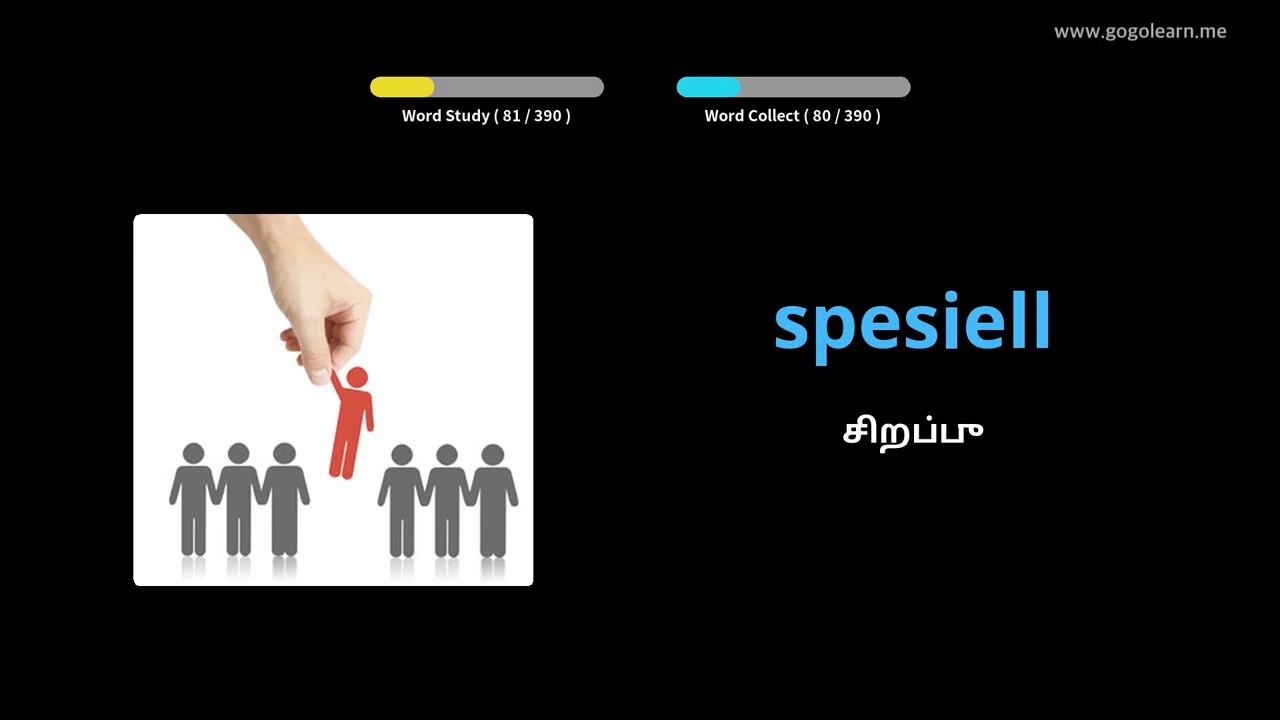 www.gogolearn.me
Word Study ( 81 / 390 )
Word Collect ( 80 / 390 )
spesiell
சிறப்பு